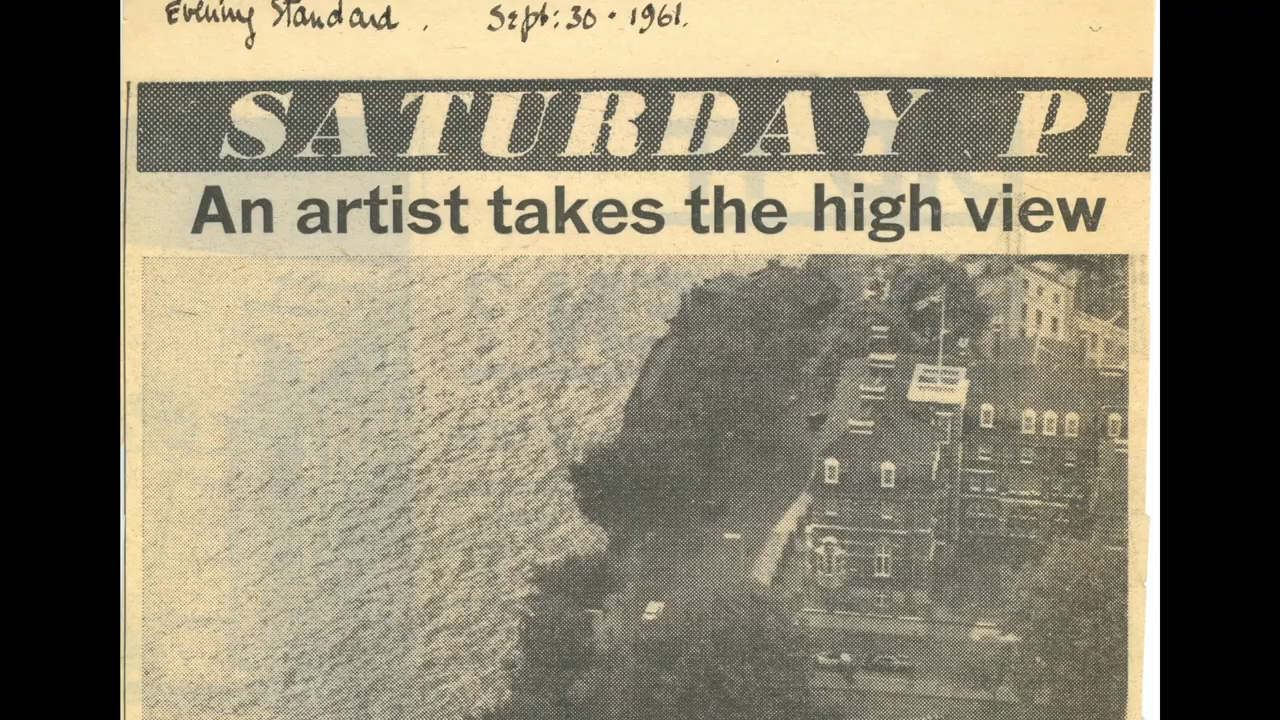 Evening Standard. Sept: 30 · 1961.
SATURDAY PI
An artist takes the high view